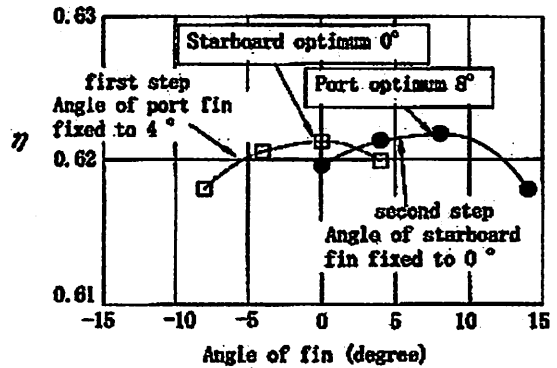 0.63
Starboard optimum 0°
first step
Angle of port fin
fixed to 4 °
Port optimum 8°
η
0.62
second step
Angle of starboard
fin fixed to 0 °
0.61
-15 -10 -5 0 5 10 15
Angle of fin (degree)